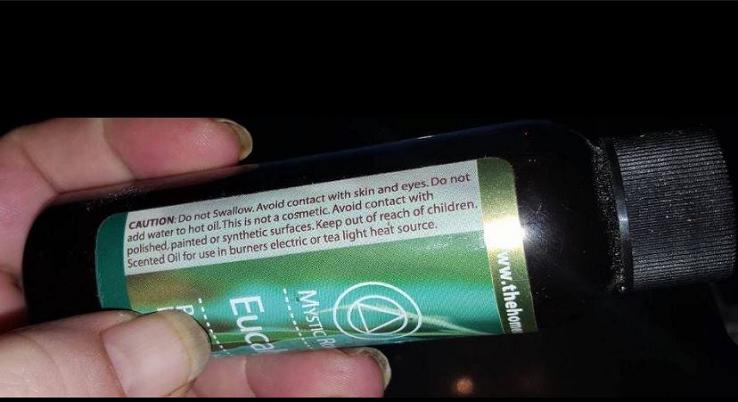 CAUTION: Do not Swallow. Avoid contact with skin and eyes. Do not
add water to hot oil. This is not a cosmetic. Avoid contact with
polished, painted or synthetic surfaces. Keep out of reach of children.
Scented Oil for use in burners electric or tea light heat source.
www.thehom
MYSTIC R
Euca